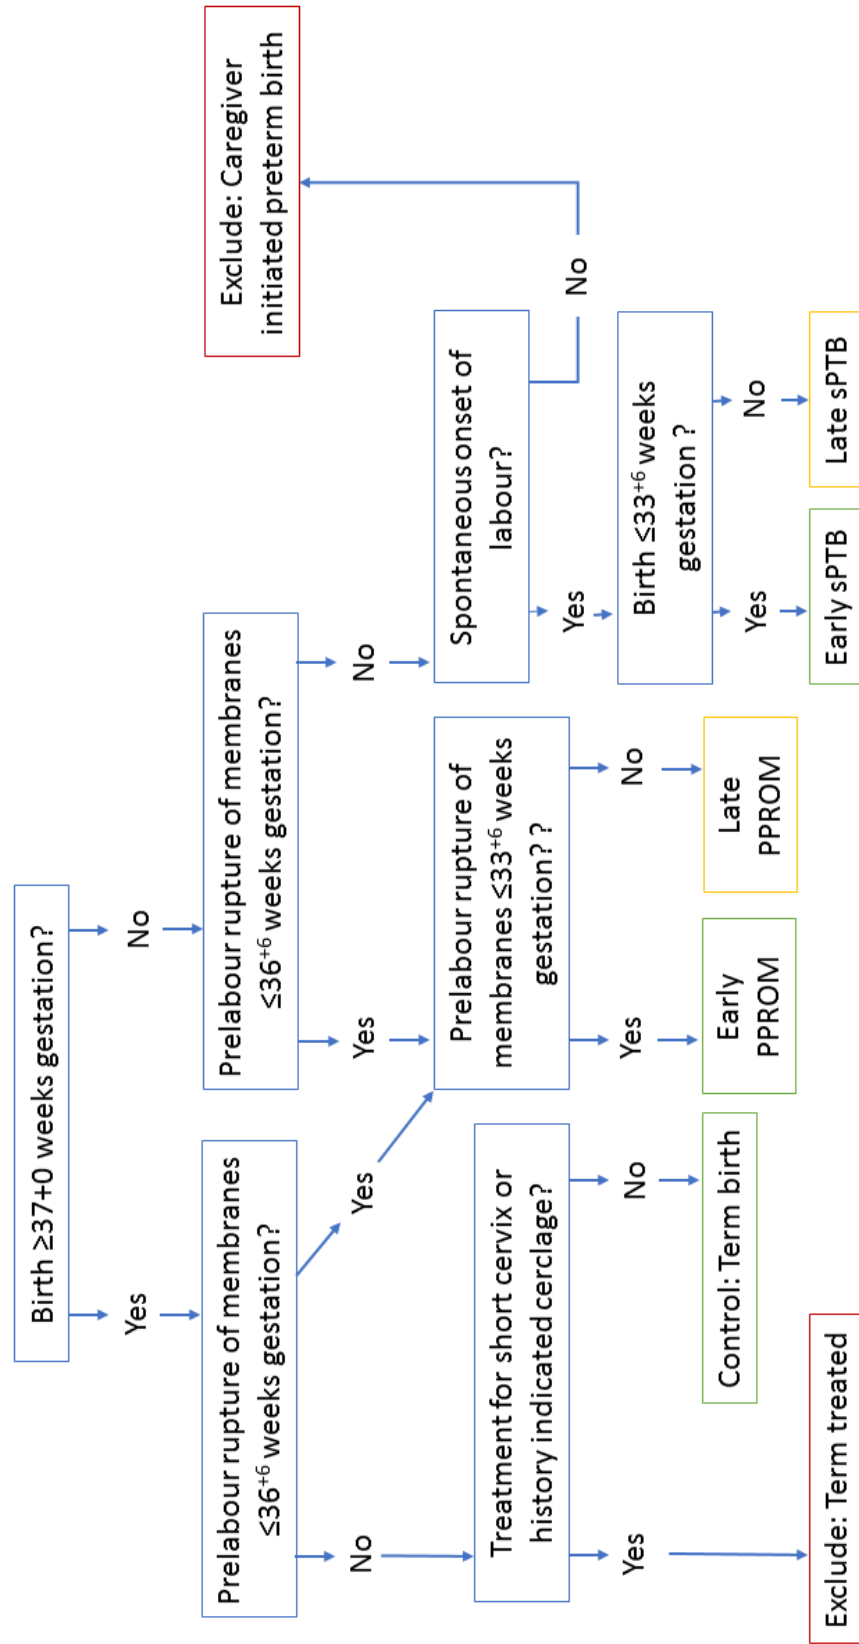 Birth ≥37+0 weeks gestation?
Yes
No
Prelabour rupture of membranes
≤36⁺⁶ weeks gestation?
Prelabour rupture of membranes
≤36⁺⁶ weeks gestation?
No
Yes
Yes
No
Treatment for short cervix or
history indicated cerclage?
Prelabour rupture of
membranes ≤33⁺⁶ weeks
gestation? ?
Spontaneous onset of
labour?
No
Exclude: Caregiver
initiated preterm birth
Yes
No
Yes
No
Yes
Birth ≤33⁺⁶ weeks
gestation ?
Control: Term birth
Early
PPROM
Late
PPROM
Yes
No
Exclude: Term treated
Early sPTB
Late sPTB